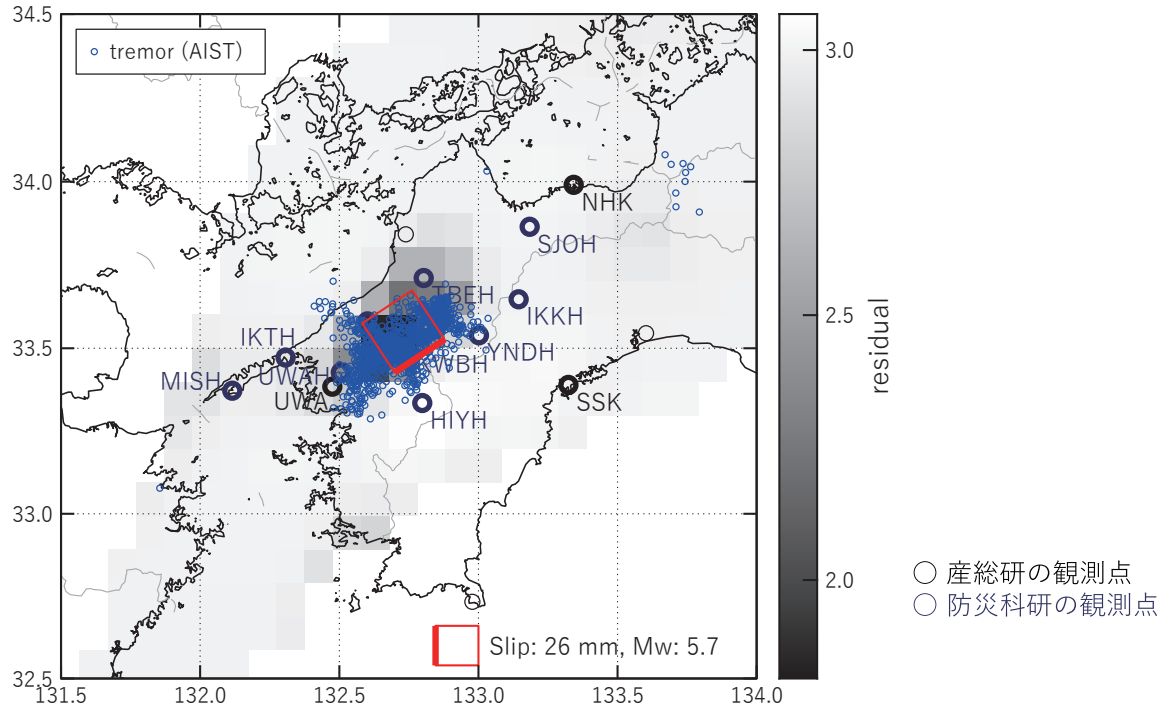 34.5
34.0
33.5
33.0
32.5
131.5
132.0
132.5
133.0
133.5
134.0
tremor (AIST)
NHK
SJOH
TBEH
IKKH
IKTH
YNDH
MISH
UWAH
WBH
UWA
SSK
HIYH
Slip: 26 mm, Mw: 5.7
3.0
2.5
2.0
residual
産総研の観測点
防災科研の観測点